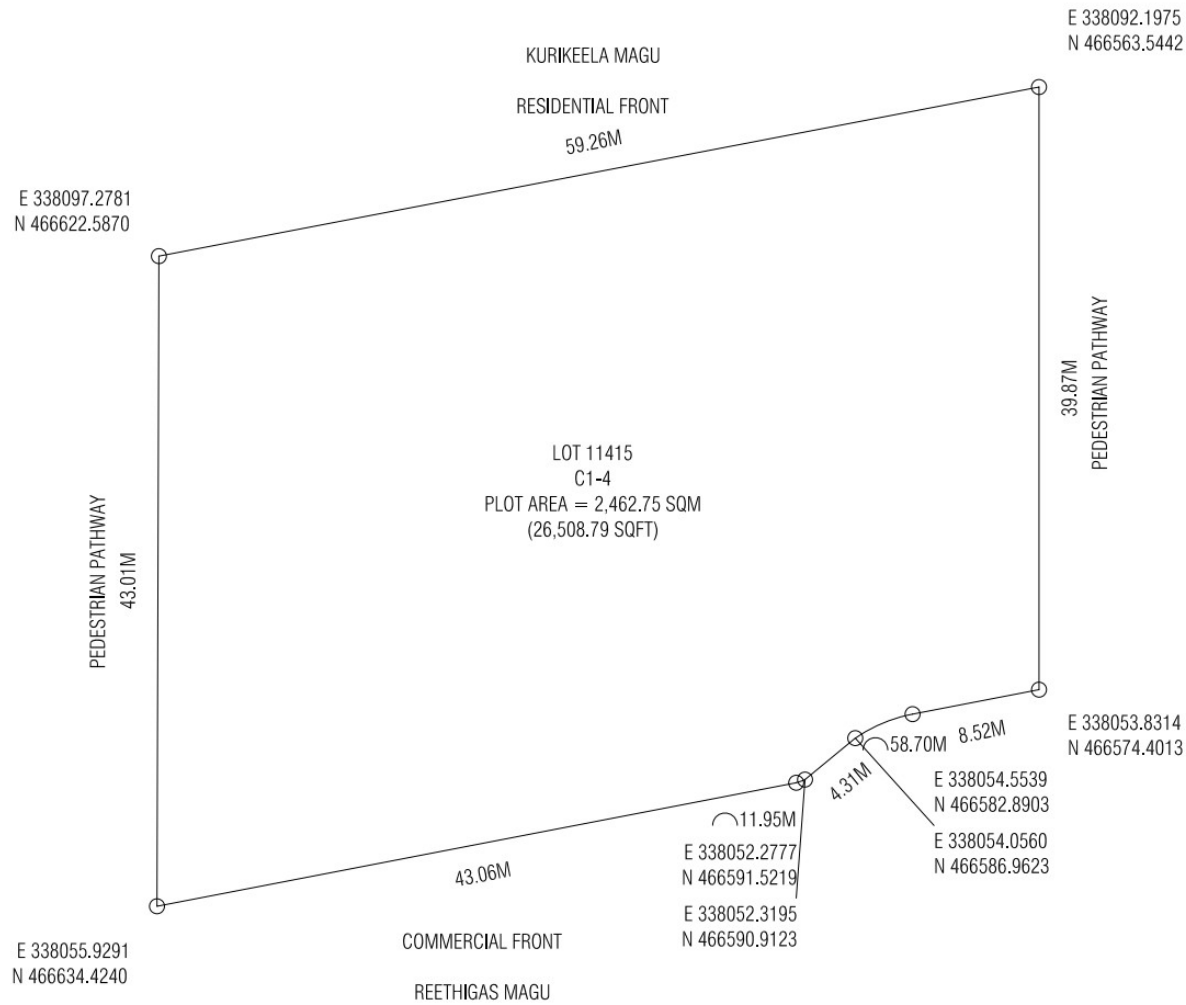 E 338092.1975
N 466563.5442
KURIKEELA MAGU
RESIDENTIAL FRONT
59.26M
E 338097.2781
N 466622.5870
PEDESTRIAN PATHWAY
39.87M
LOT 11415
C1-4
PLOT AREA = 2,462.75 SQM
(26,508.79 SQFT)
PEDESTRIAN PATHWAY
43.01M
E 338053.8314
N 466574.4013
8.52M
58.70M
4.31M
E 338054.5539
N 466582.8903
E 338054.0560
N 466586.9623
11.95M
E 338052.2777
N 466591.5219
E 338052.3195
N 466590.9123
43.06M
E 338055.9291
N 466634.4240
COMMERCIAL FRONT
REETHIGAS MAGU